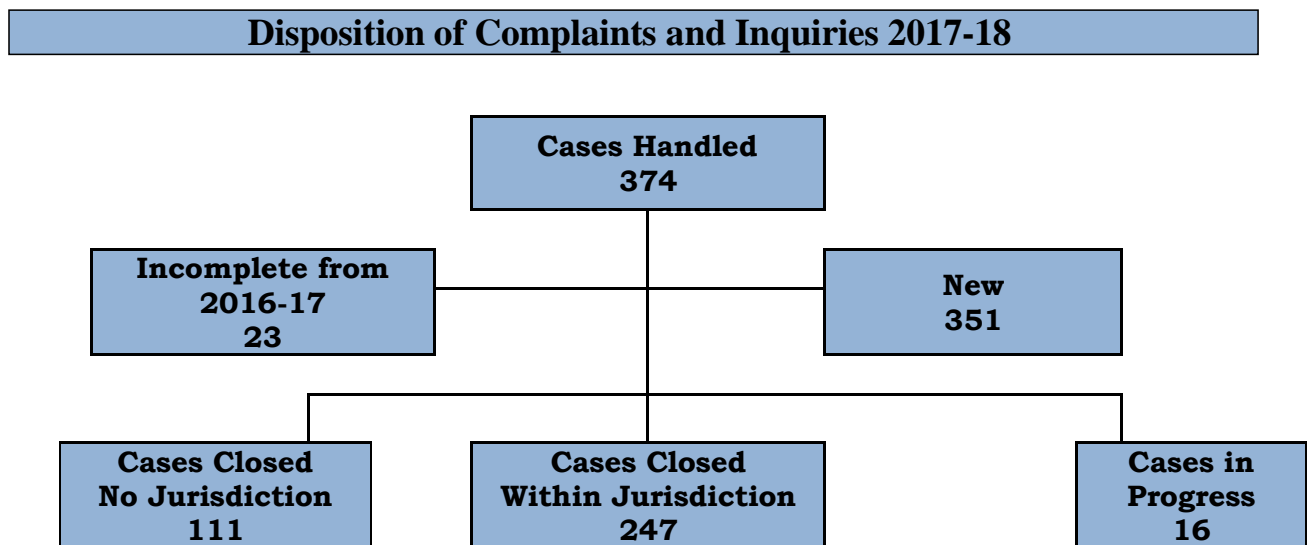 Disposition of Complaints and Inquiries 2017-18
Cases Handled
374
Incomplete from
2016-17
23
New
351
Cases Closed
No Jurisdiction
111
Cases Closed
Within Jurisdiction
247
Cases in
Progress
16